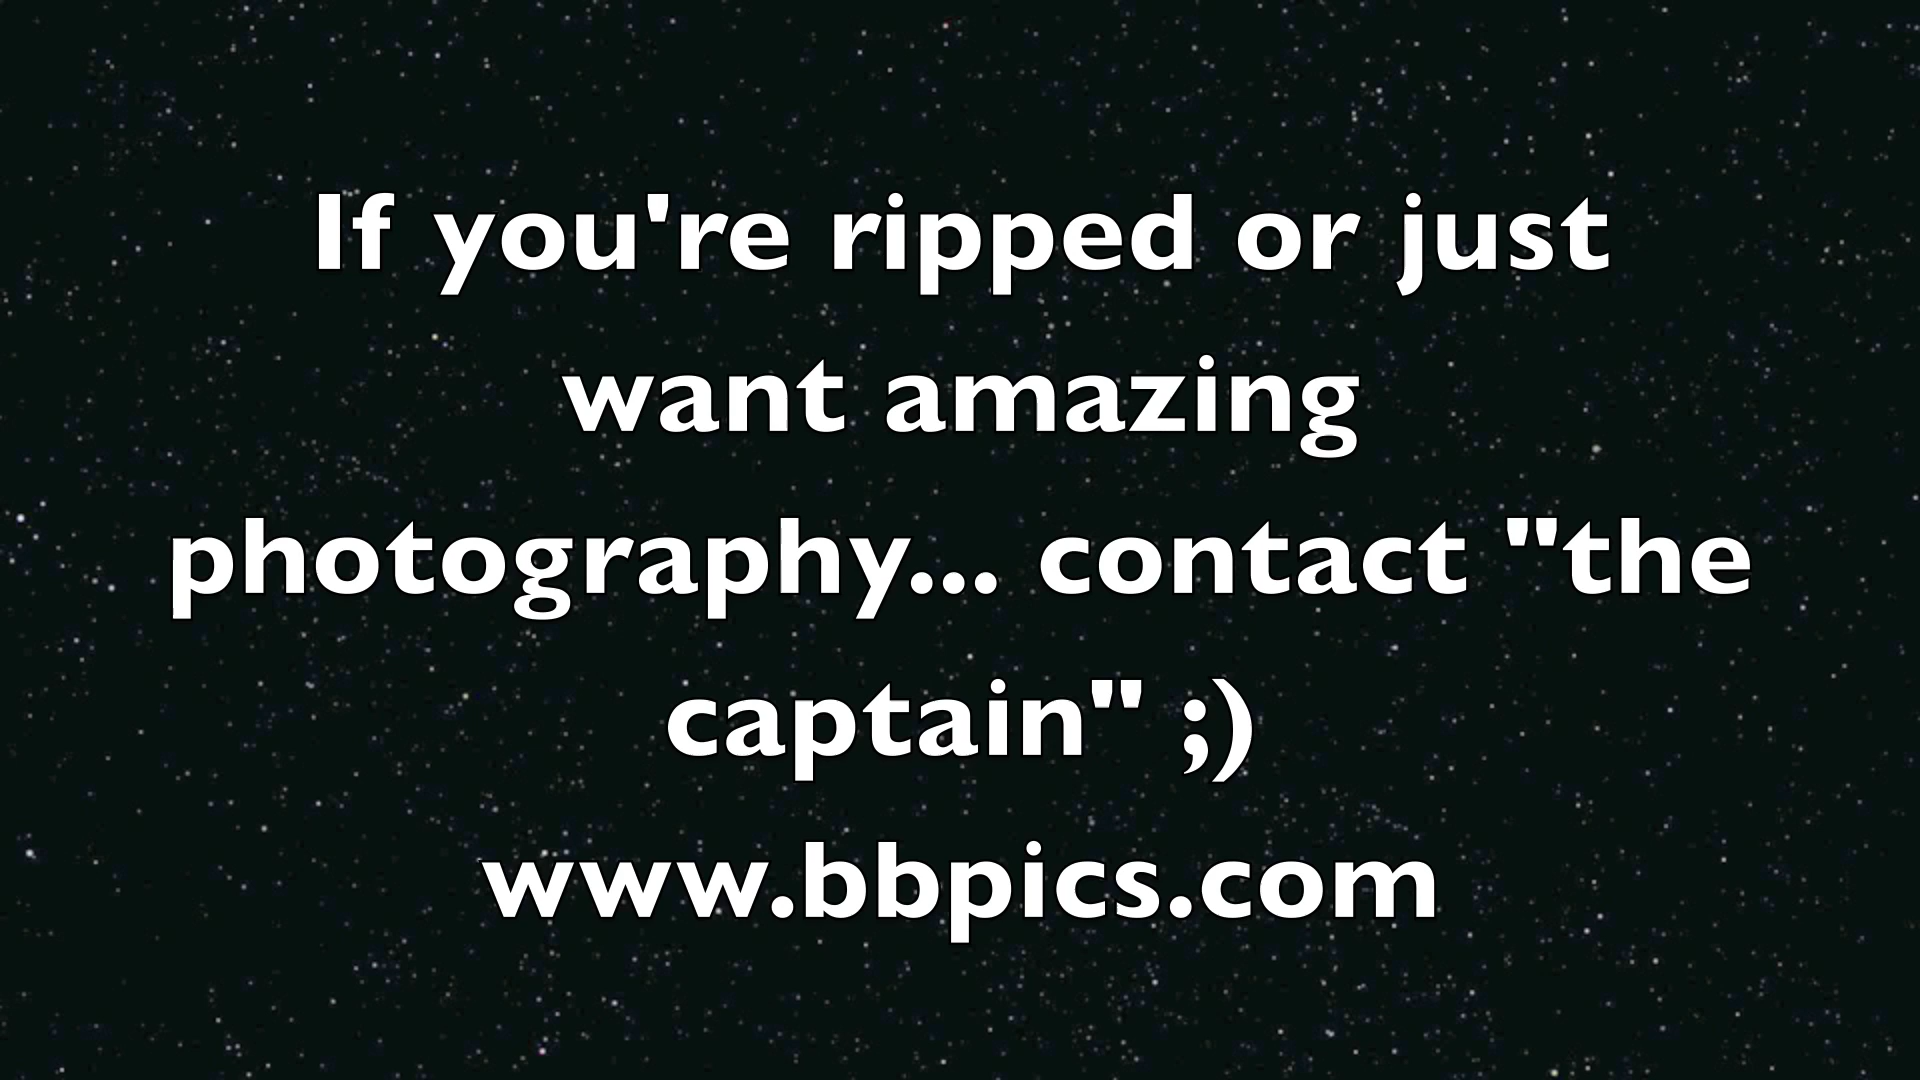 If you're ripped or just
want amazing
photography... contact "the
captain" ;)
www.bbpics.com